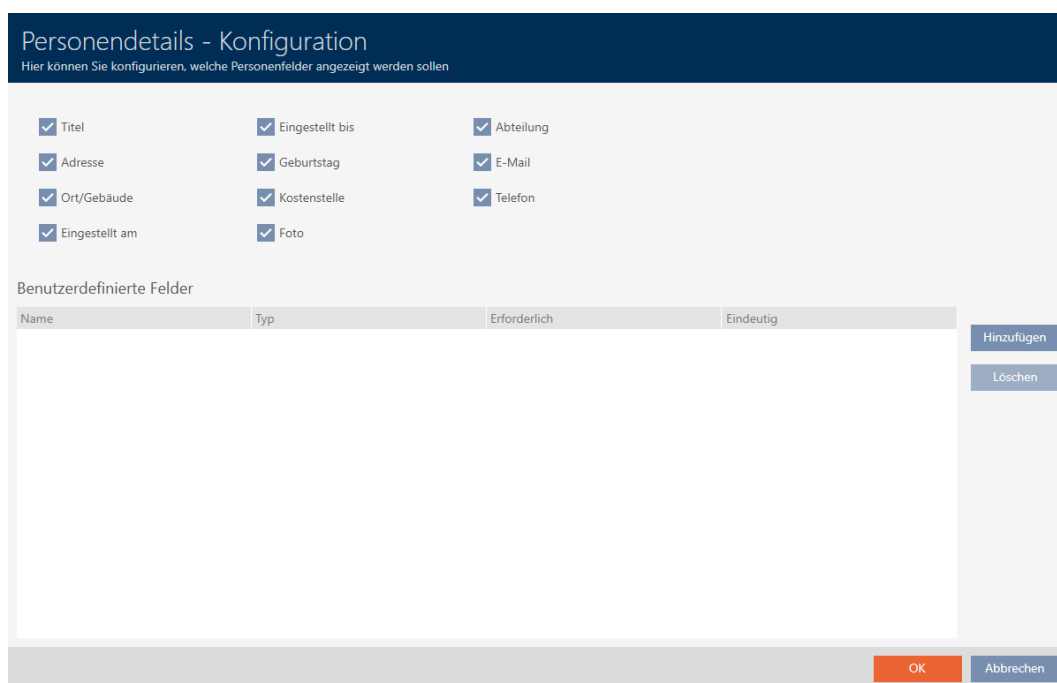 Personendetails - Konfiguration
Hier können Sie konfigurieren, welche Personenfelder angezeigt werden sollen
Titel Eingestellt bis Abteilung
Adresse Geburtstag E-Mail
Ort/Gebäude Kostenstelle Telefon
Eingestellt am Foto
Benutzerdefinierte Felder
Name Typ Erforderlich Eindeutig
Hinzufügen
Löschen
OK Abbrechen